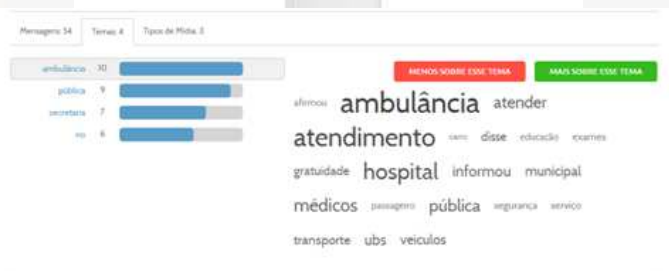 Mensagens 54 Temas 4 Tipos de Mídia 3
ambulância 10
pública 9
secretaria 7
no 6
MENOS SOBRE ESSE TEMA MAIS SOBRE ESSE TEMA
afirmou ambulância atender
atendimento carro disse educação exames
gratuidade hospital informou municipal
médicos passageiro pública segurança serviço
transporte ubs veiculos